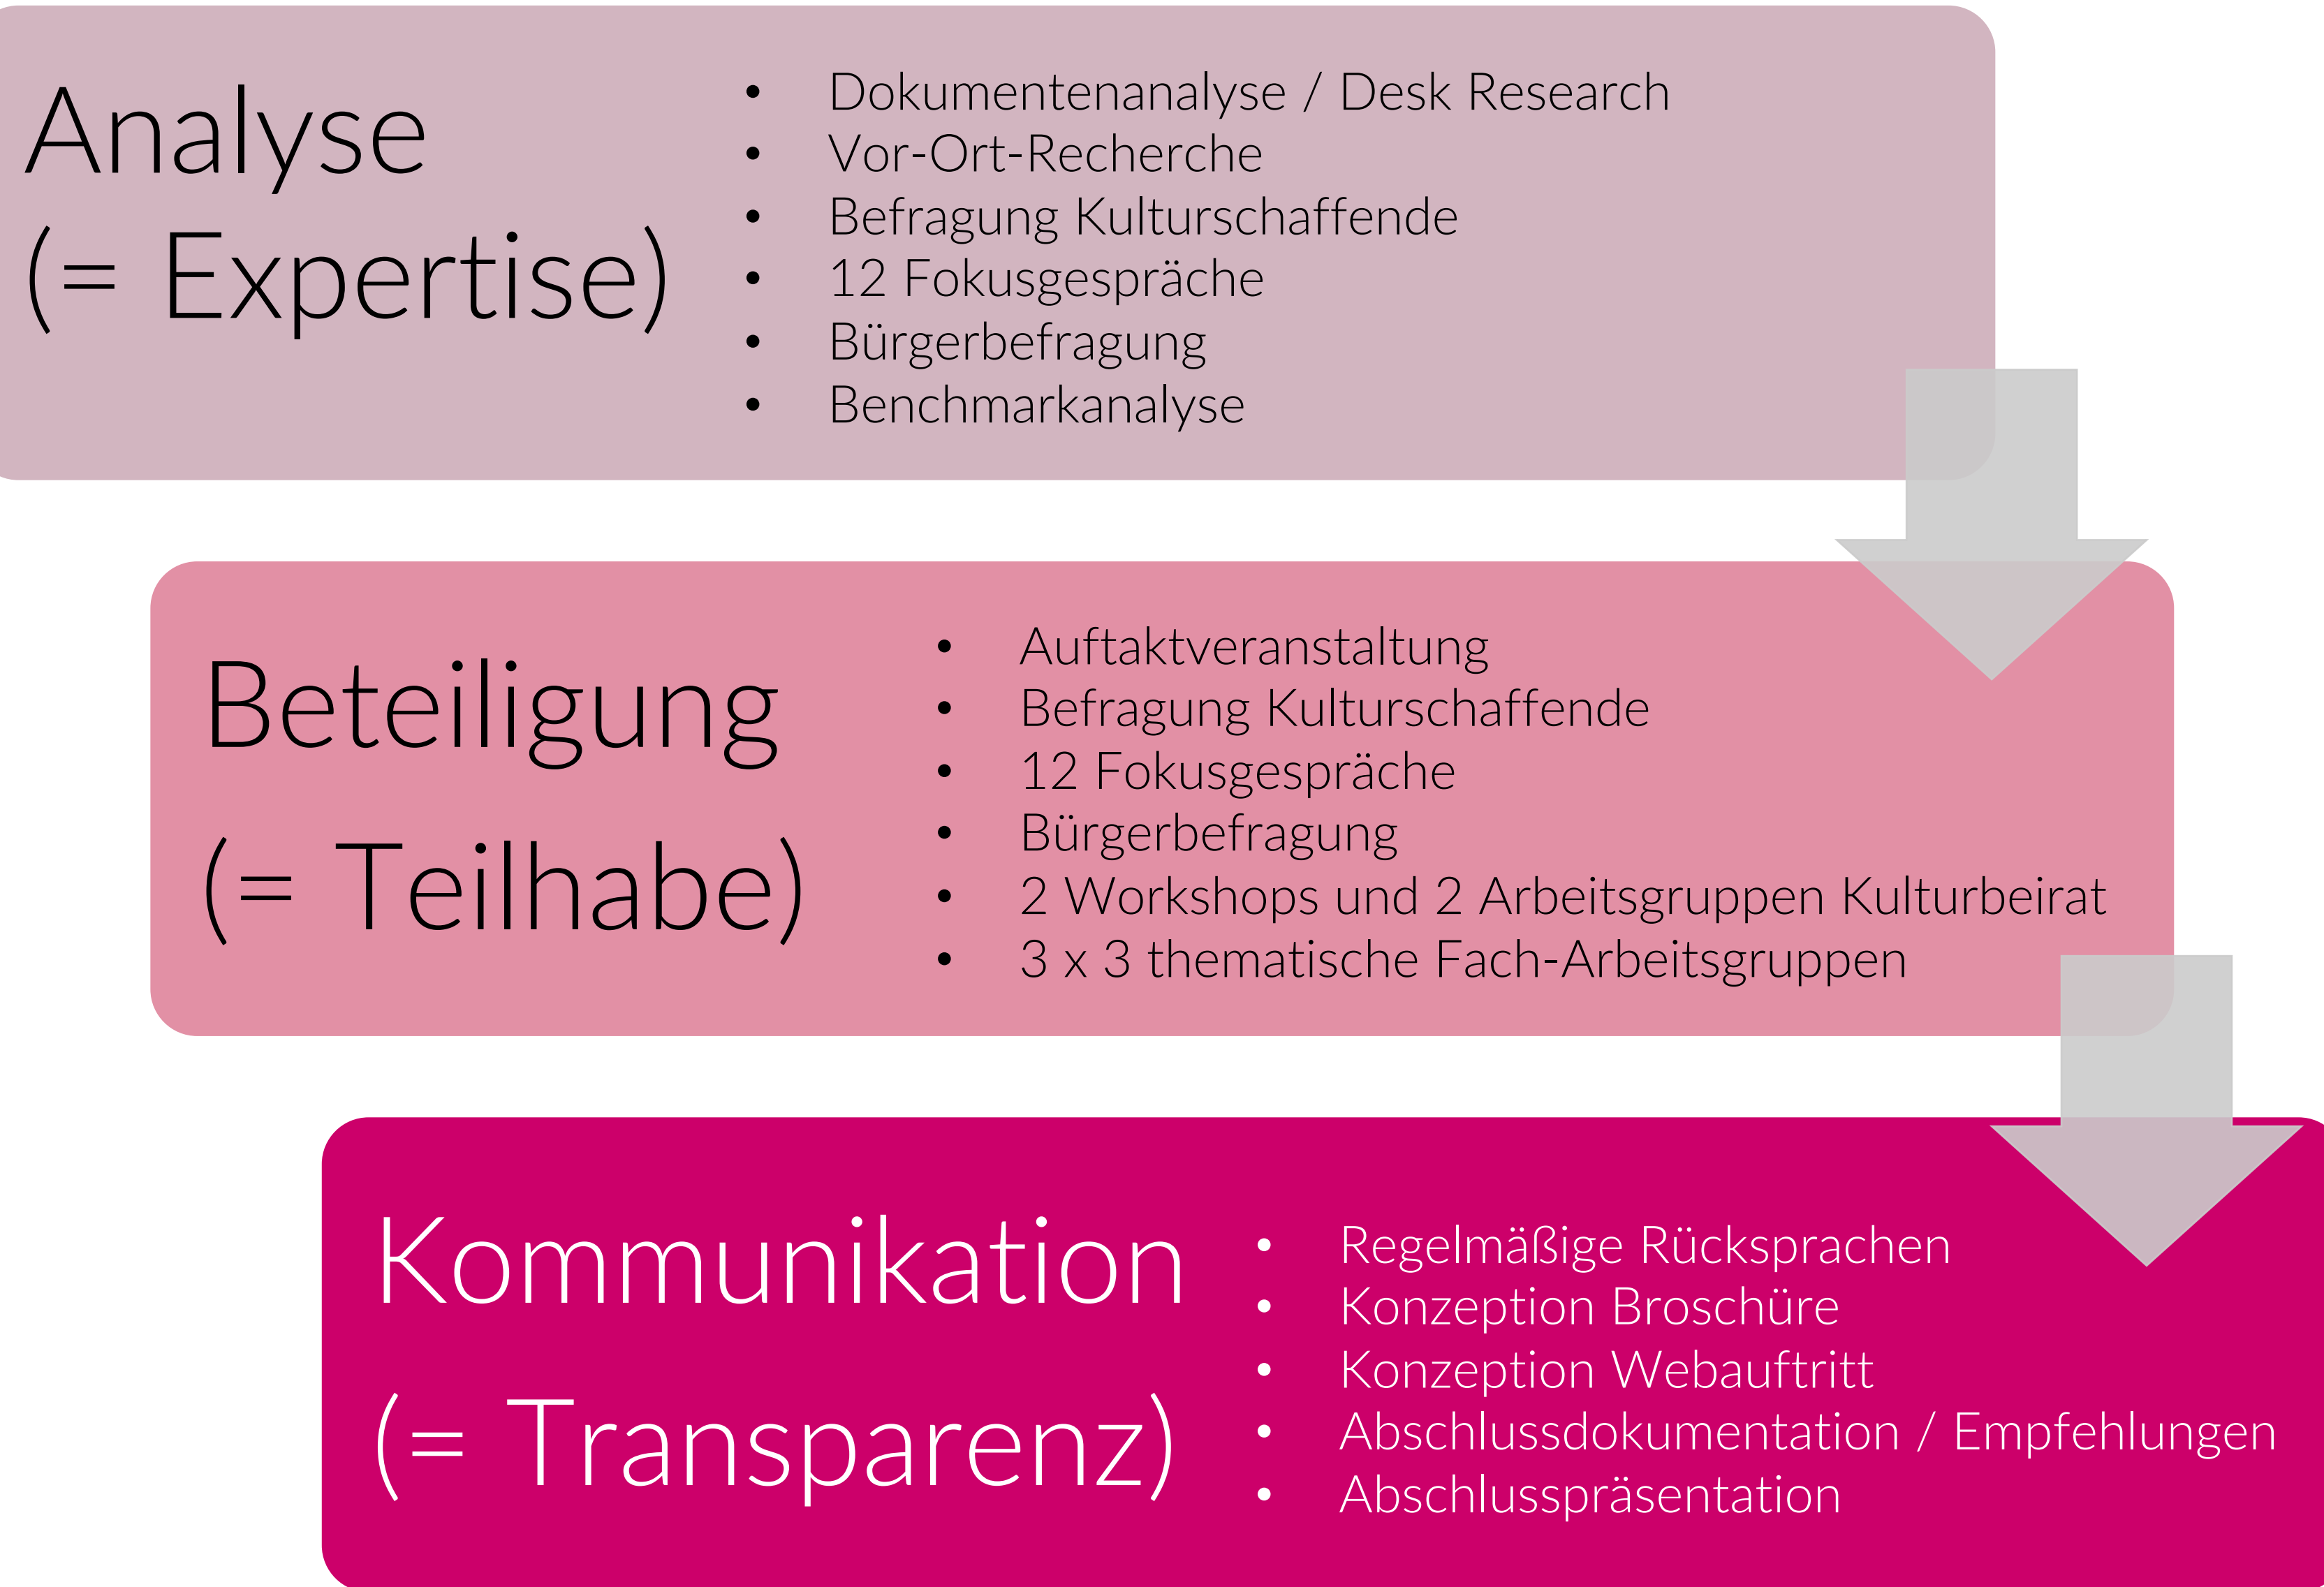 Analyse
(= Expertise)
• Dokumentenanalyse / Desk Research
• Vor-Ort-Recherche
• Befragung Kulturschaffende
• 12 Fokusgespräche
• Bürgerbefragung
• Benchmarkanalyse
Beteiligung
(= Teilhabe)
• Auftaktveranstaltung
• Befragung Kulturschaffende
• 12 Fokusgespräche
• Bürgerbefragung
• 2 Workshops und 2 Arbeitsgruppen Kulturbeirat
• 3 x 3 thematische Fach-Arbeitsgruppen
Kommunikation
(= Transparenz)
• Regelmäßige Rücksprachen
• Konzeption Broschüre
• Konzeption Webauftritt
• Abschlussdokumentation / Empfehlungen
• Abschlusspräsentation